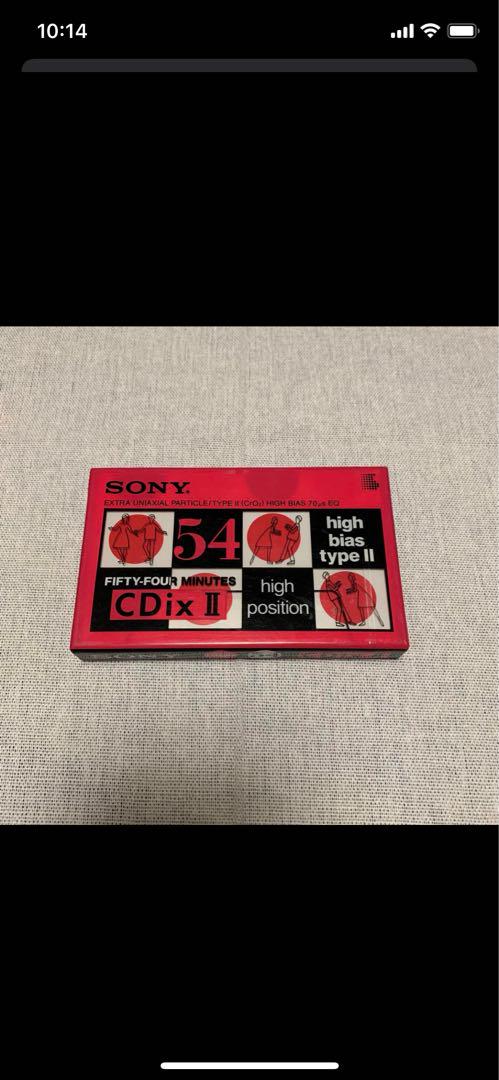 10:14
SONY®
EXTRA UNIAXIAL PARTICLE/TYPE II (CrO₂) HIGH BIAS 70μs EQ
54
high
bias
type II
FIFTY-FOUR MINUTES
CDix II
high
position